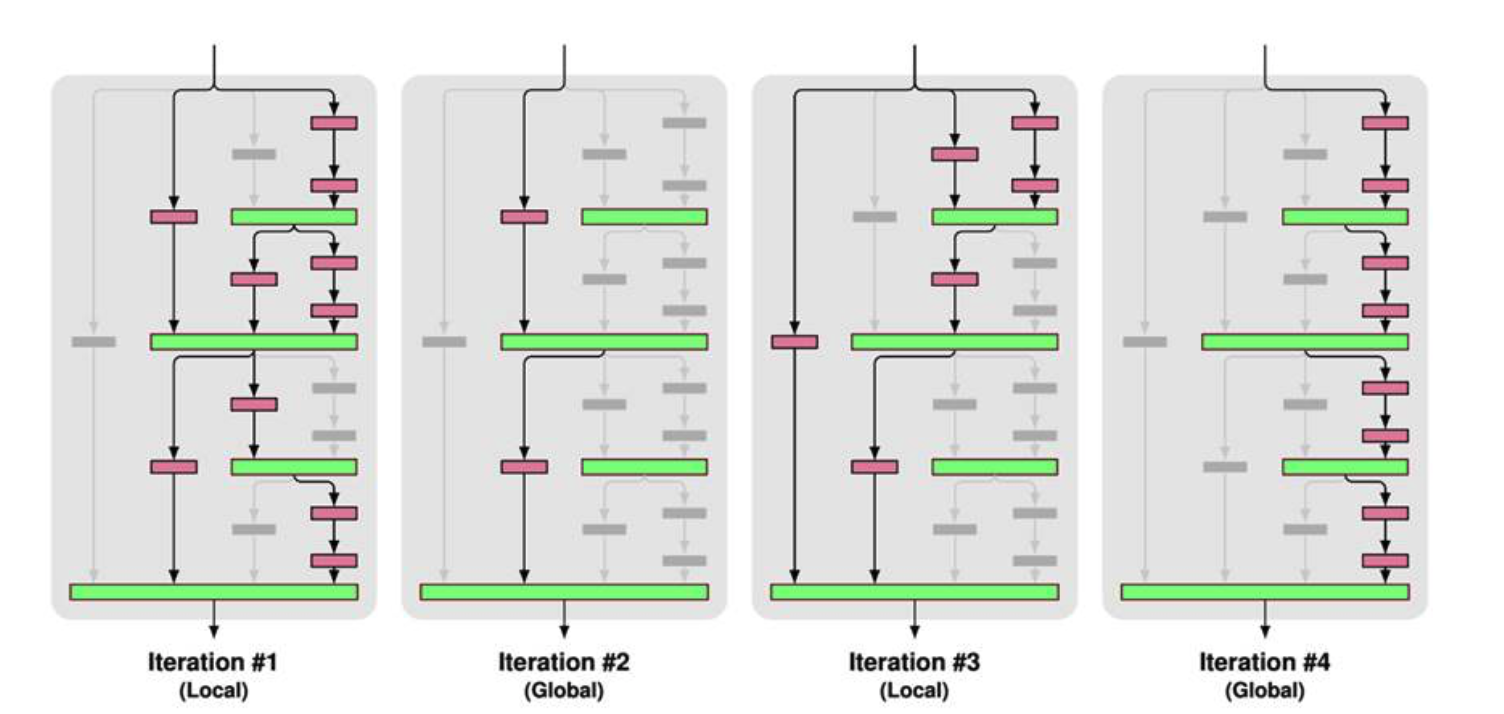 Iteration #1
(Local)
Iteration #2
(Global)
Iteration #3
(Local)
Iteration #4
(Global)